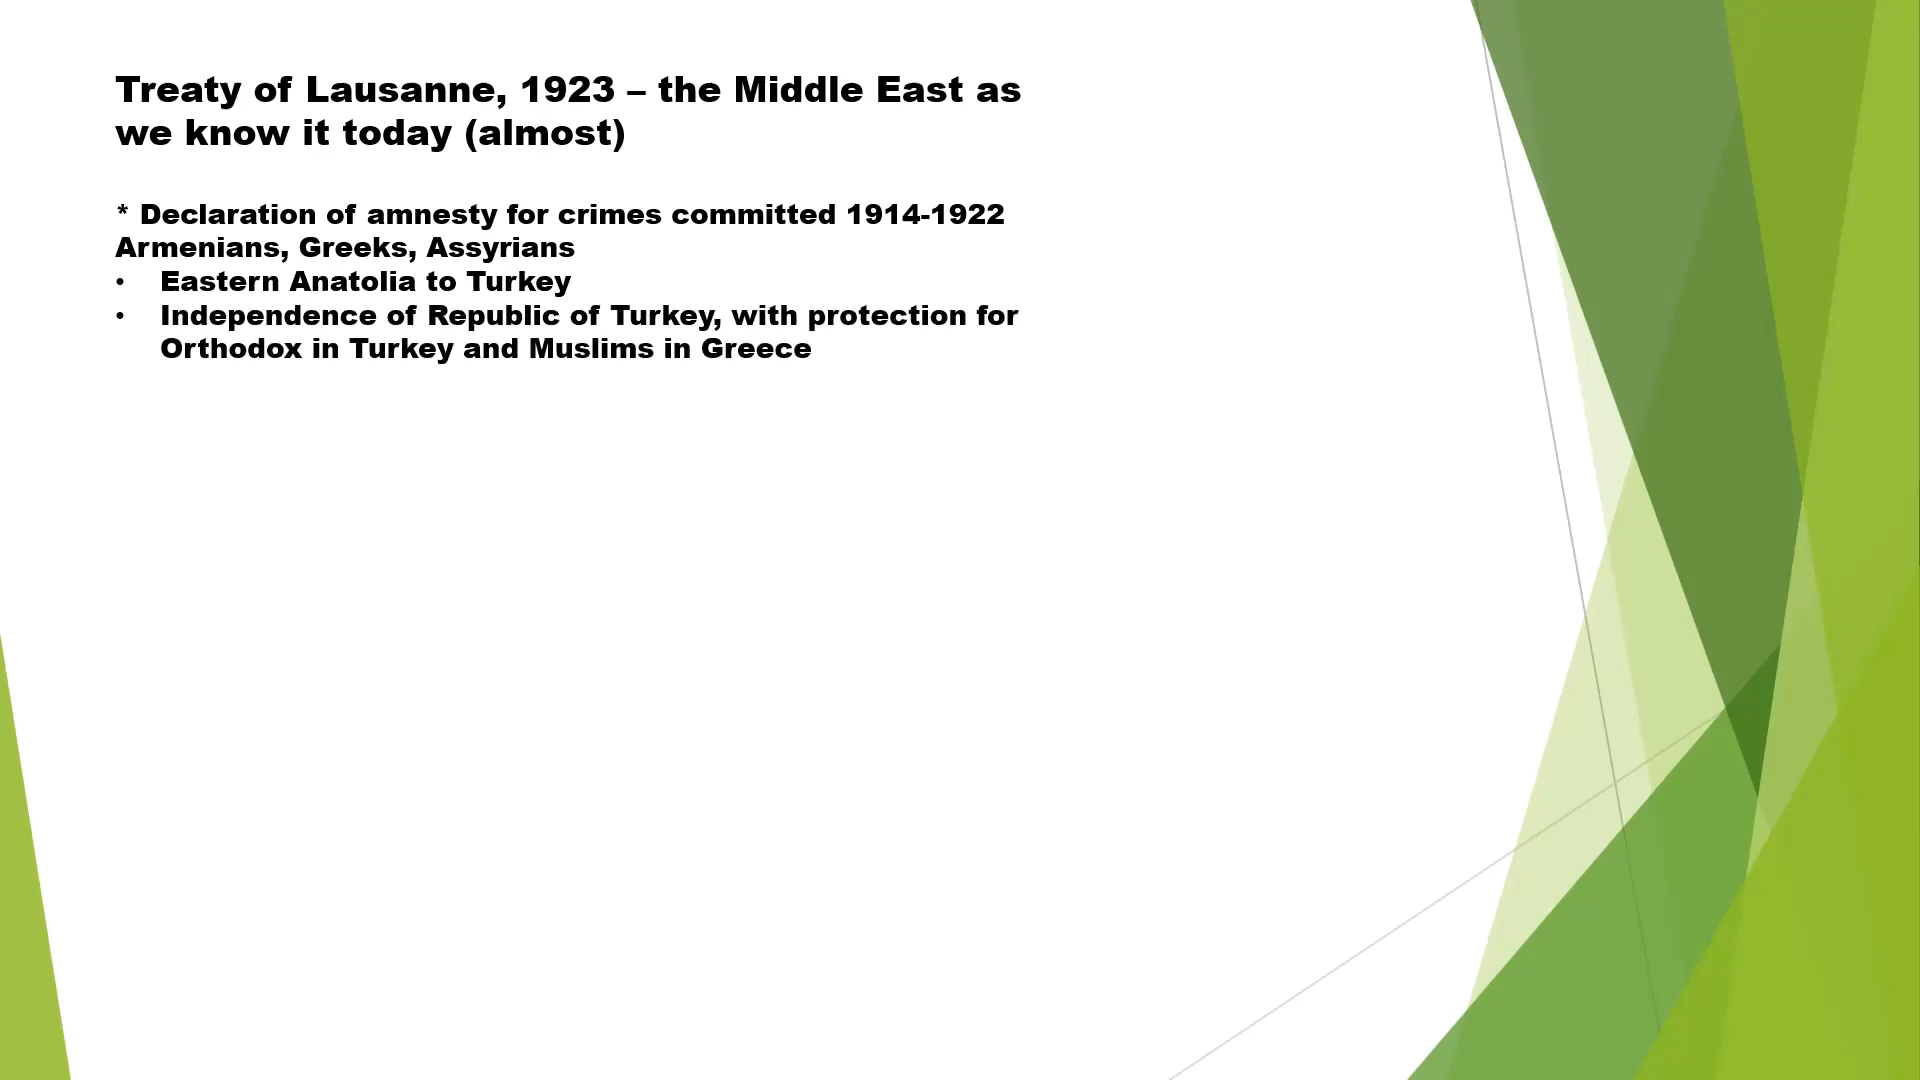 Treaty of Lausanne, 1923 – the Middle East as
we know it today (almost)
* Declaration of amnesty for crimes committed 1914-1922
Armenians, Greeks, Assyrians
• Eastern Anatolia to Turkey
• Independence of Republic of Turkey, with protection for
Orthodox in Turkey and Muslims in Greece